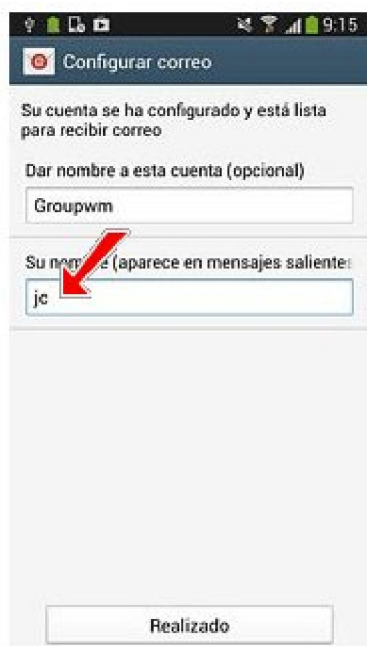 9:15
Configurar correo
Su cuenta se ha configurado y está lista
para recibir correo
Dar nombre a esta cuenta (opcional)
Groupwm
Su (aparece en mensajes salientes
jc
Realizado